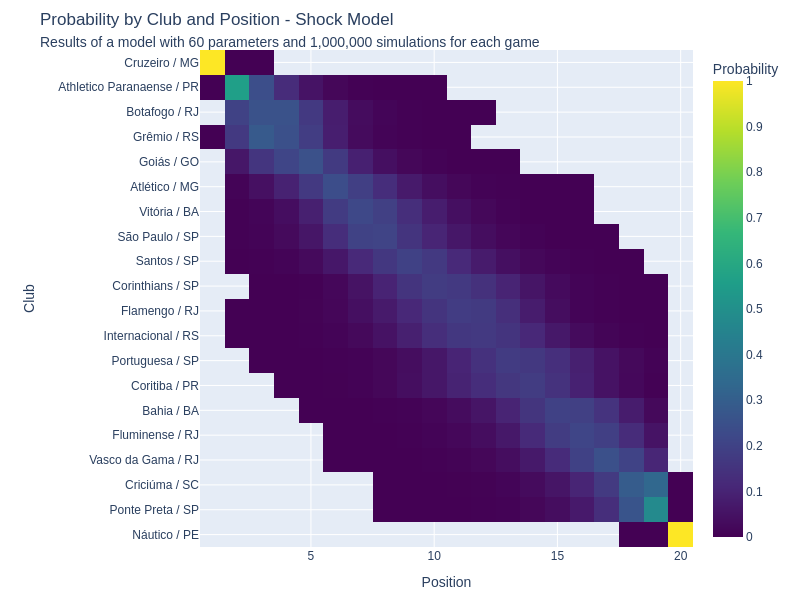 Probability by Club and Position - Shock Model
Results of a model with 60 parameters and 1,000,000 simulations for each game
Cruzeiro / MG
Athletico Paranaense / PR
Botafogo / RJ
Grêmio / RS
Goiás / GO
Atlético / MG
Vitória / BA
São Paulo / SP
Santos / SP
Corinthians / SP
Flamengo / RJ
Internacional / RS
Portuguesa / SP
Coritiba / PR
Bahia / BA
Fluminense / RJ
Vasco da Gama / RJ
Criciúma / SC
Ponte Preta / SP
Náutico / PE
Club
5
10
15
20
Position
Probability
1
0.9
0.8
0.7
0.6
0.5
0.4
0.3
0.2
0.1
0